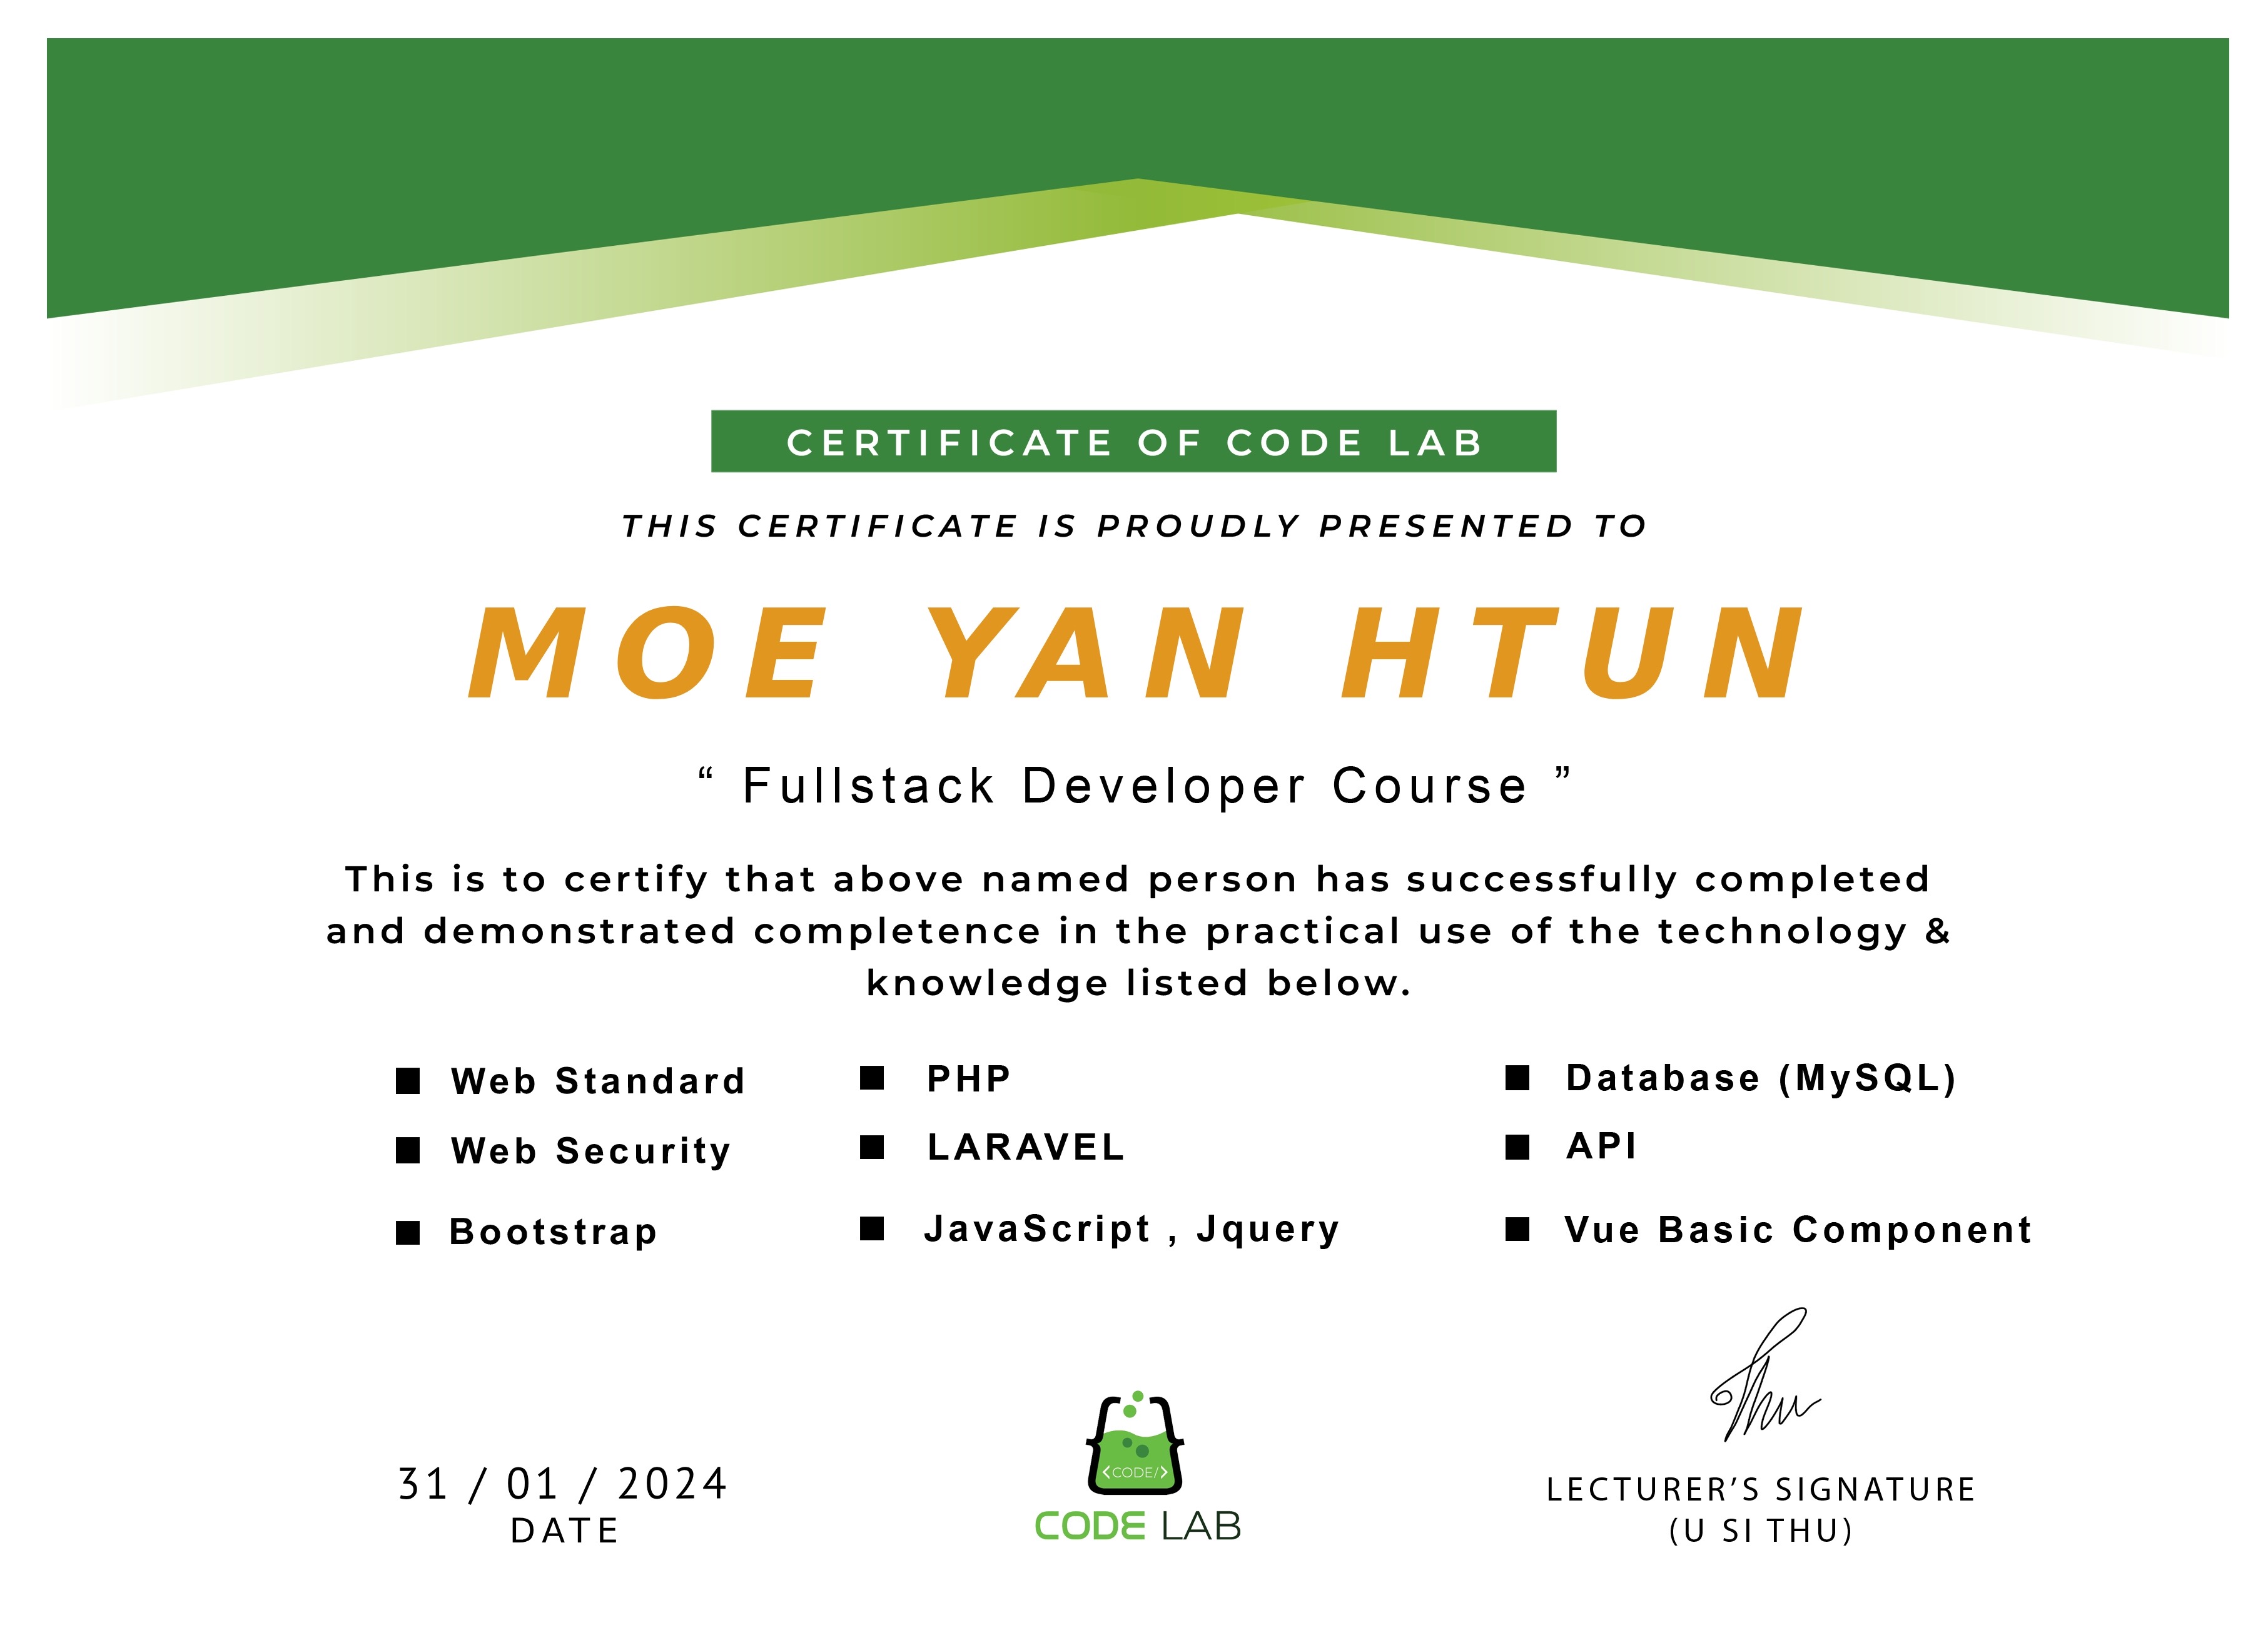 CERTIFICATE OF CODE LAB
THIS CERTIFICATE IS PROUDLY PRESENTED TO
MOE YAN HTUN
“ Fullstack Developer Course ”
This is to certify that above named person has successfully completed
and demonstrated completence in the practical use of the technology &
knowledge listed below.
Web Standard
Web Security
Bootstrap
PHP
LARAVEL
JavaScript , Jquery
Database (MySQL)
API
Vue Basic Component
31 / 01 / 2024
DATE
<CODE/>
CODE LAB
Thu
LECTURER’S SIGNATURE
(U SI THU)